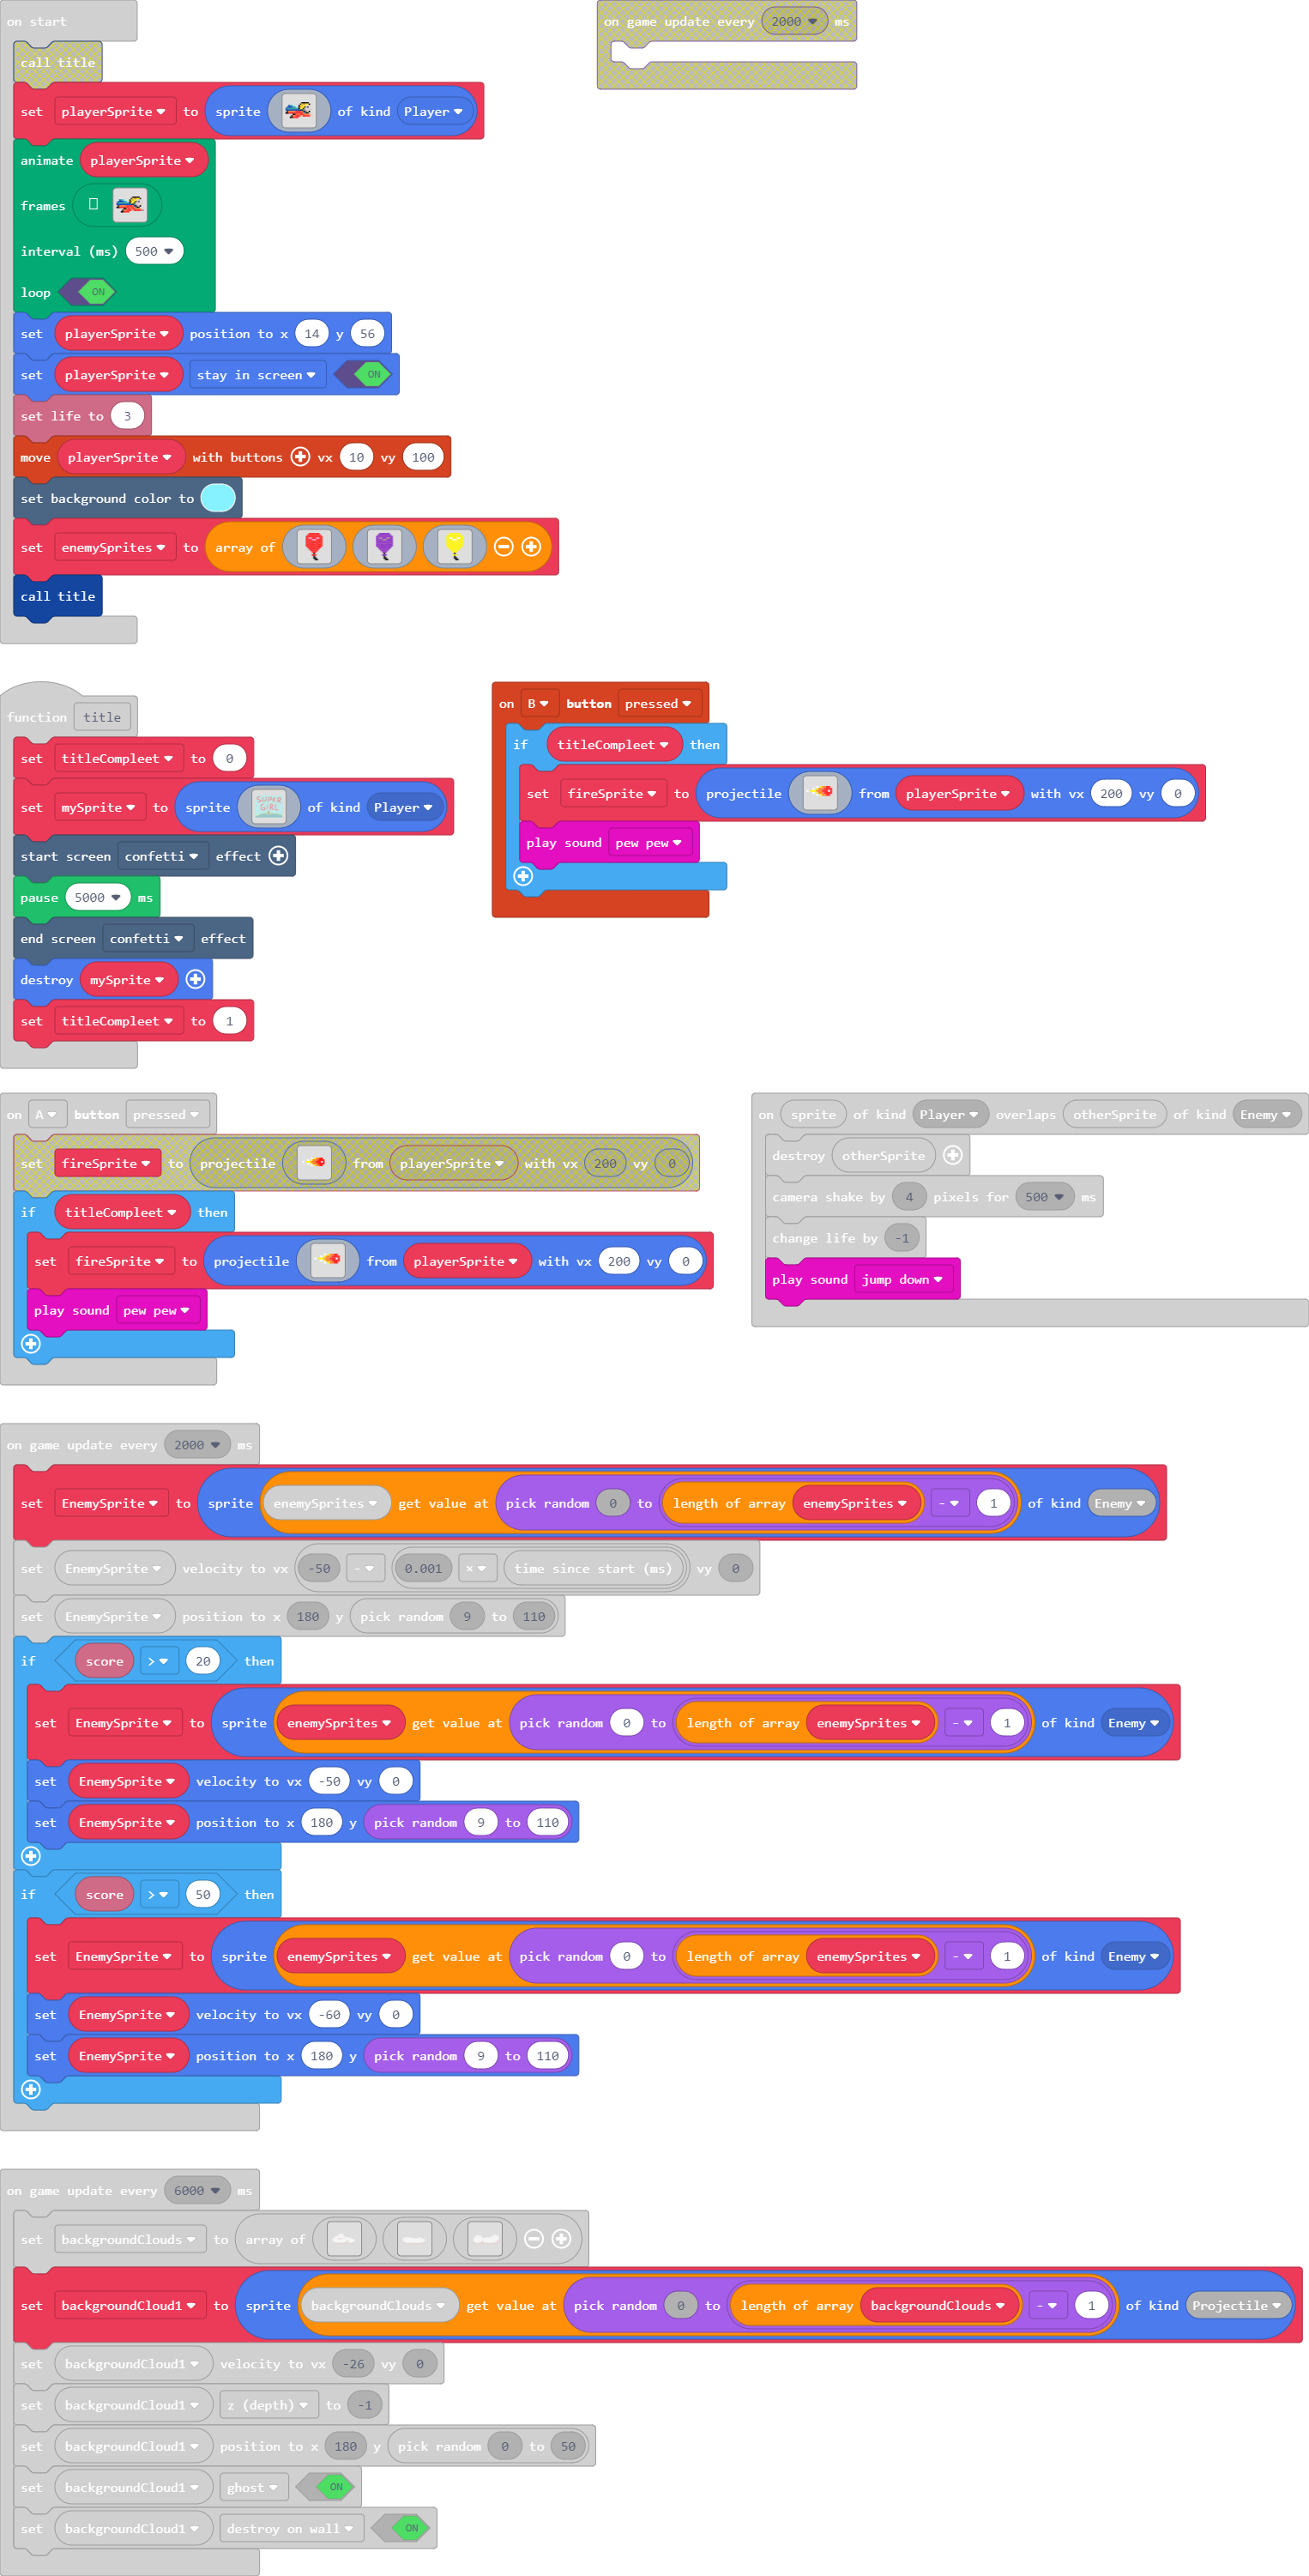 on start
call title
set playerSprite to sprite of kind Player
animate playerSprite
frames
interval (ms) 500
loop ON
set playerSprite position to x 14 y 56
set playerSprite stay in screen ON
set life to 3
move playerSprite with buttons vx 10 vy 100
set background color to
set enemySprites to array of
call title
on game update every 2000 ms
function title
set titleCompleet to 0
set mySprite to sprite SUPER GIRL of kind Player
start screen confetti effect
pause 5000 ms
end screen confetti effect
destroy mySprite
set titleCompleet to 1
on B button pressed
if titleCompleet then
set fireSprite to projectile from playerSprite with vx 200 vy 0
play sound pew pew
on A button pressed
set fireSprite to projectile from playerSprite with vx 200 vy 0
if titleCompleet then
set fireSprite to projectile from playerSprite with vx 200 vy 0
play sound pew pew
on sprite of kind Player overlaps otherSprite of kind Enemy
destroy otherSprite
camera shake by 4 pixels for 500 ms
change life by -1
play sound jump down
on game update every 2000 ms
set EnemySprite to sprite enemySprites get value at pick random 0 to length of array enemySprites - 1 of kind Enemy
set EnemySprite velocity to vx -50 - 0.001 × time since start (ms) vy 0
set EnemySprite position to x 180 y pick random 9 to 110
if score > 20 then
set EnemySprite to sprite enemySprites get value at pick random 0 to length of array enemySprites - 1 of kind Enemy
set EnemySprite velocity to vx -50 vy 0
set EnemySprite position to x 180 y pick random 9 to 110
if score > 50 then
set EnemySprite to sprite enemySprites get value at pick random 0 to length of array enemySprites - 1 of kind Enemy
set EnemySprite velocity to vx -60 vy 0
set EnemySprite position to x 180 y pick random 9 to 110
on game update every 6000 ms
set backgroundClouds to array of
set backgroundCloud1 to sprite backgroundClouds get value at pick random 0 to length of array backgroundClouds - 1 of kind Projectile
set backgroundCloud1 velocity to vx -26 vy 0
set backgroundCloud1 z (depth) to -1
set backgroundCloud1 position to x 180 y pick random 0 to 50
set backgroundCloud1 ghost ON
set backgroundCloud1 destroy on wall ON